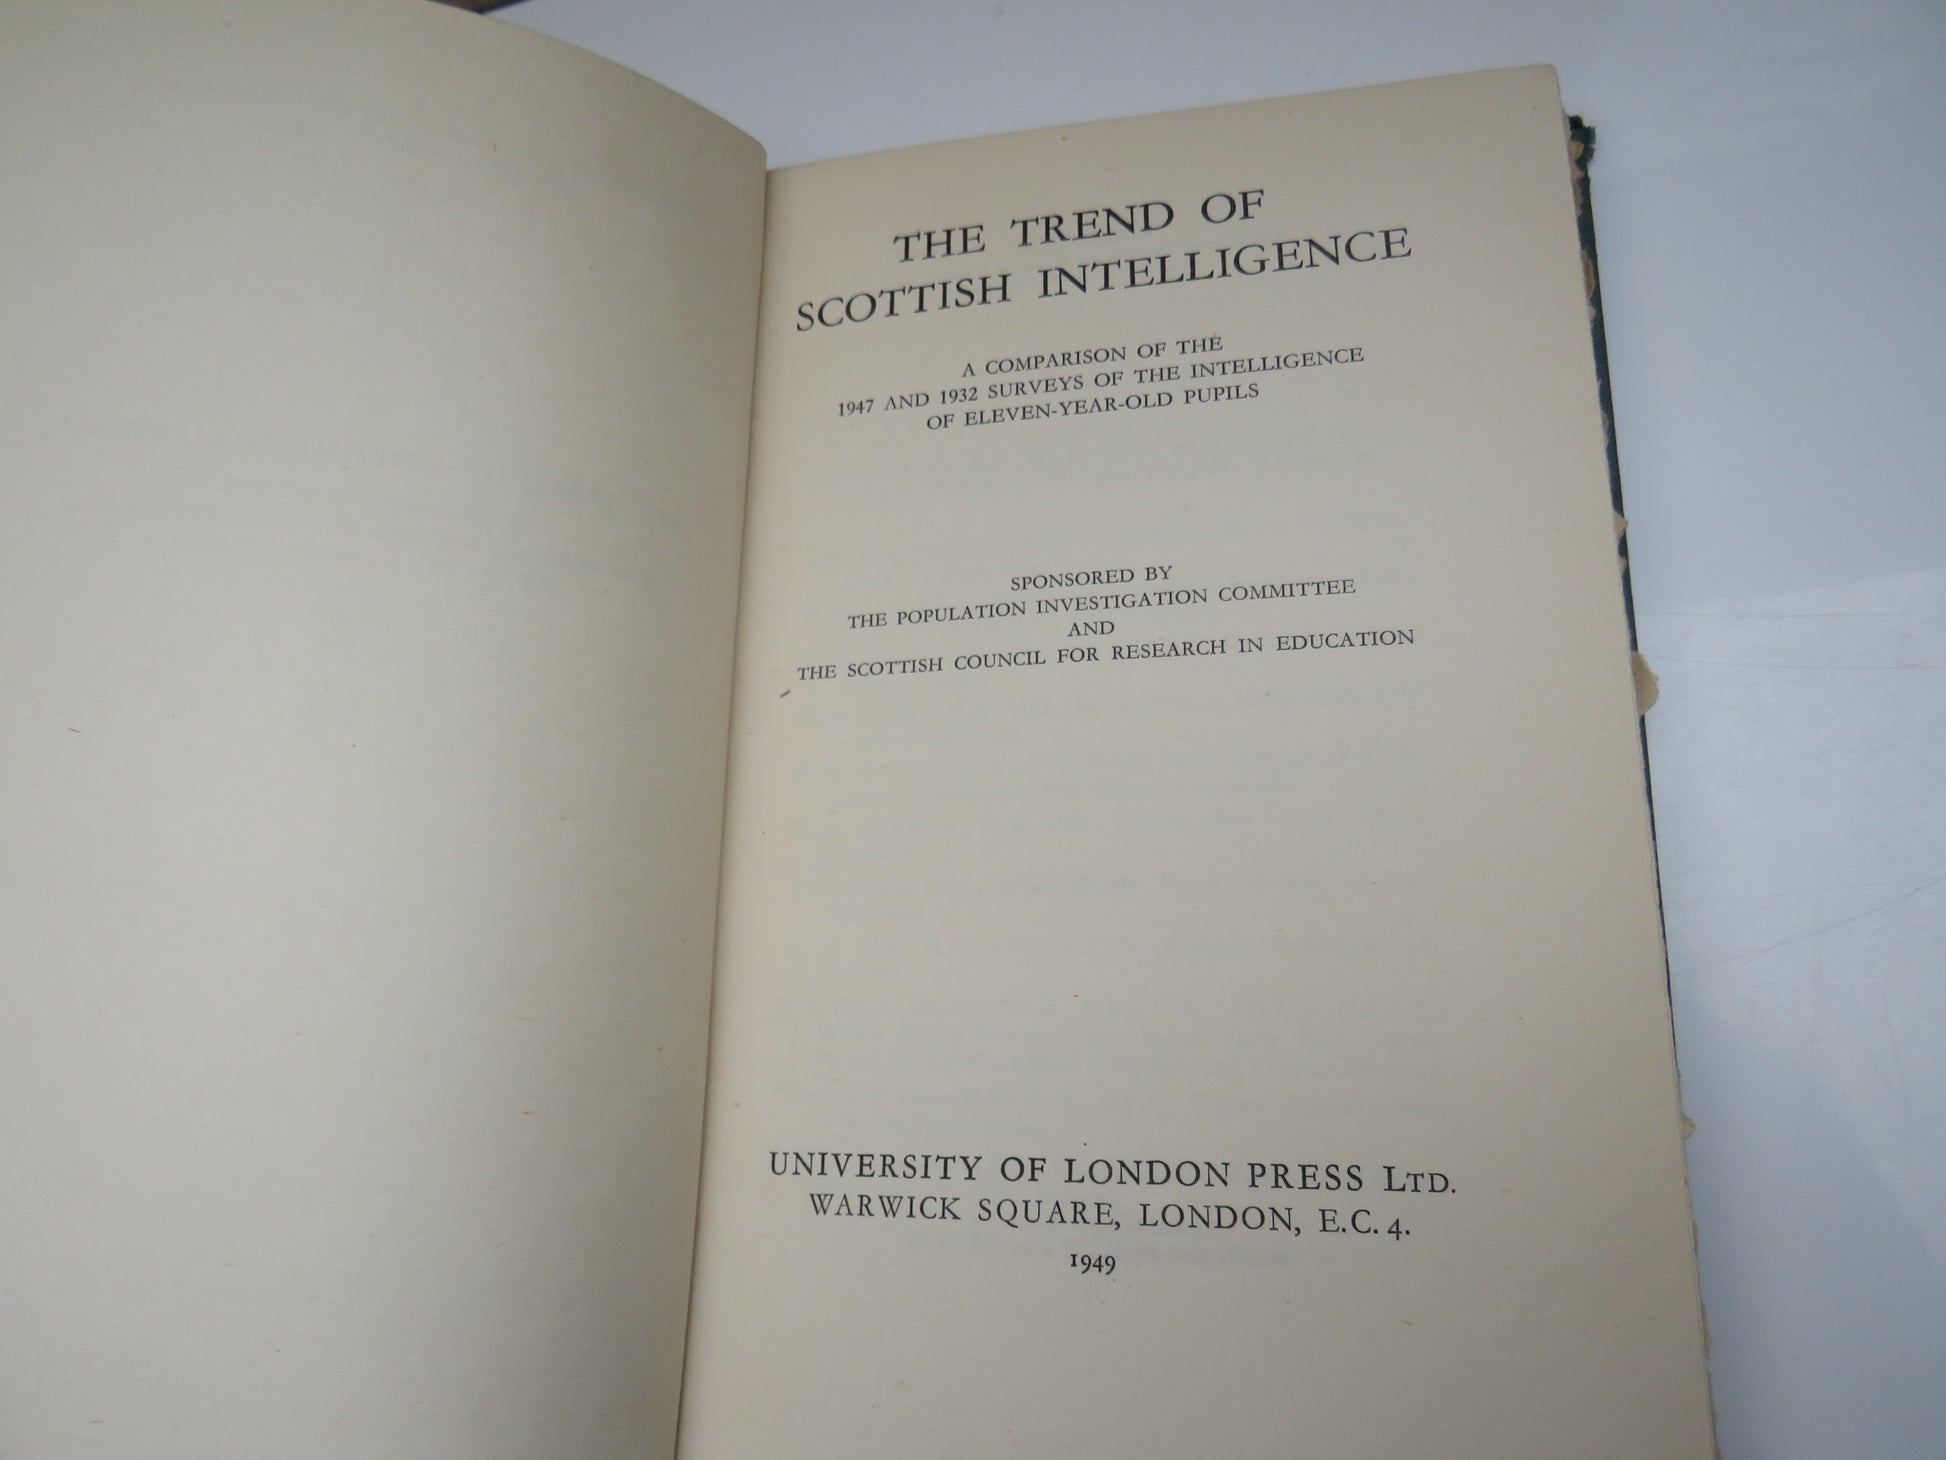 THE TREND OF
SCOTTISH INTELLIGENCE
A COMPARISON OF THE
1947 AND 1932 SURVEYS OF THE INTELLIGENCE
OF ELEVEN-YEAR-OLD PUPILS
SPONSORED BY
THE POPULATION INVESTIGATION COMMITTEE
AND
THE SCOTTISH COUNCIL FOR RESEARCH IN EDUCATION
UNIVERSITY OF LONDON PRESS LTD.
WARWICK SQUARE, LONDON, E.C. 4.
1949